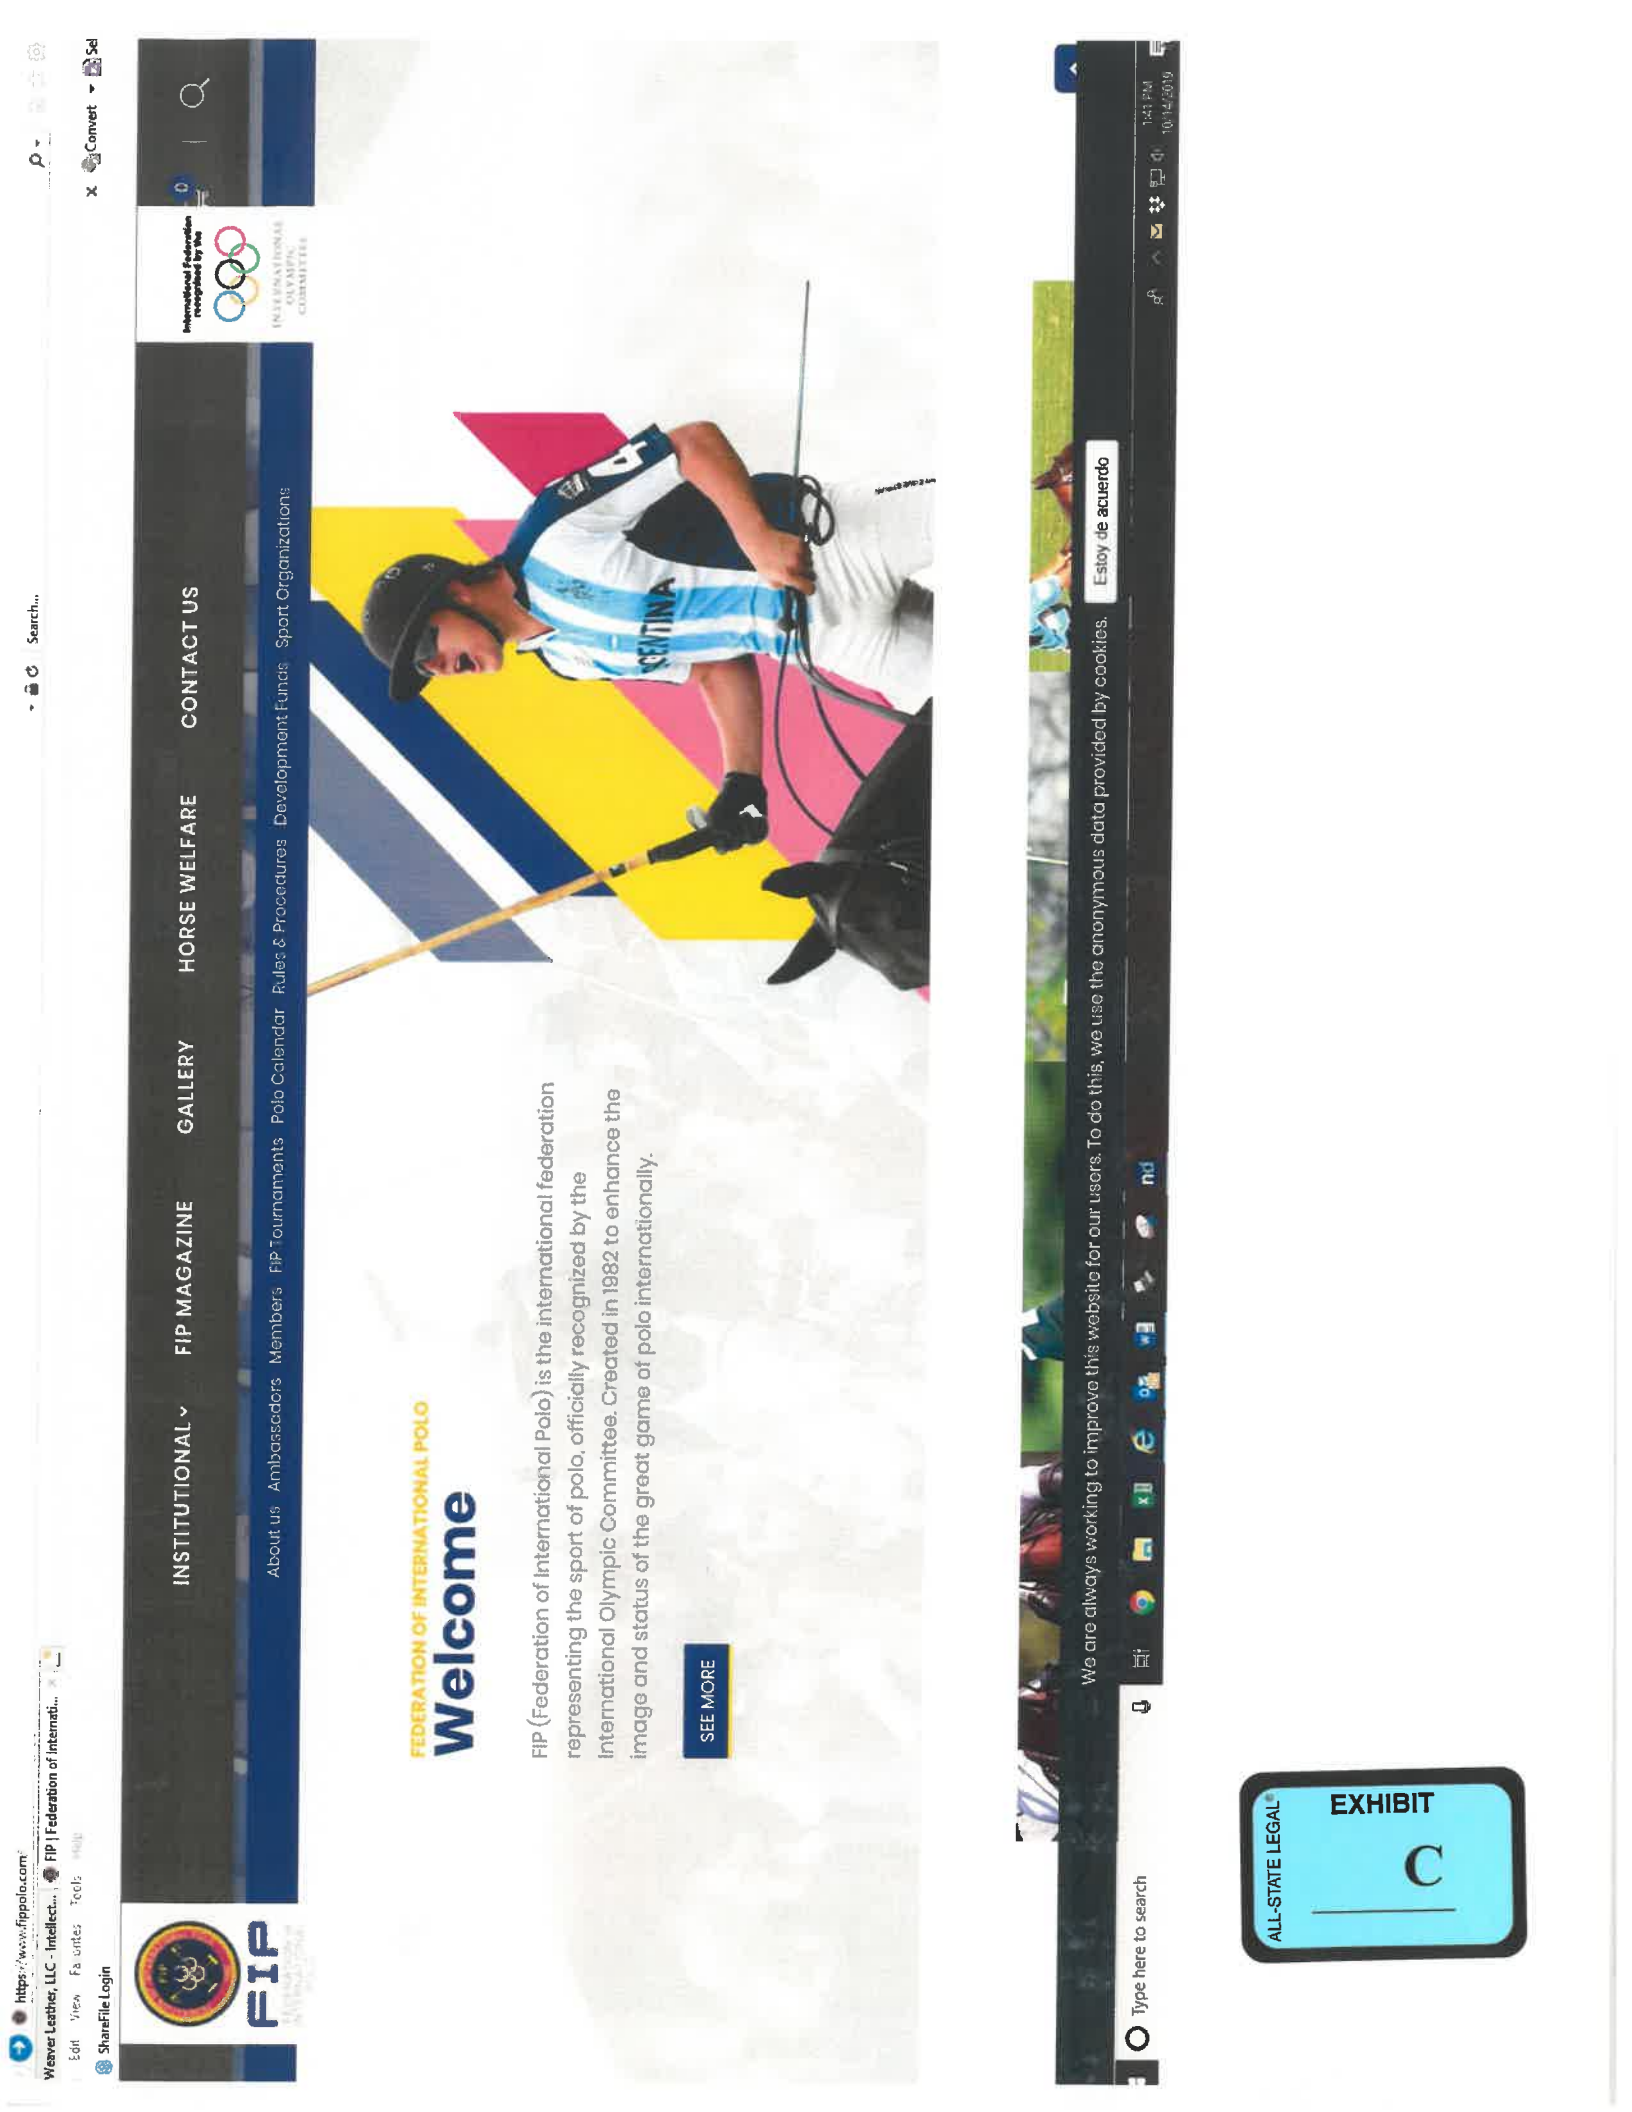 https://www.fippolo.com
Search...
Weaver Leather, LLC - Intellect...
FIP | Federation of Internati...
Edit View Favorites Tools Help
x Convert Sel
ShareFile Login
FIP
INSTITUTIONAL FIP MAGAZINE GALLERY HORSE WELFARE CONTACT US
0
International Federation
recognised by the
INTERNATIONAL
OLYMPIC
COMMITTEE
About us Ambassadors Members FIP Tournaments Polo Calendar Rules & Procedures Development Funds Sport Organizations
FEDERATION OF INTERNATIONAL POLO
Welcome
FIP (Federation of International Polo) is the international federation
representing the sport of polo, officially recognized by the
International Olympic Committee. Created in 1982 to enhance the
image and status of the great game of polo internationally.
SEE MORE
4
GENTINA
We are always working to improve this website for our users. To do this, we use the anonymous data provided by cookies.
Estoy de acuerdo
Type here to search
nd
1:41 PM
10/14/2019
ALL-STATE LEGAL®
EXHIBIT
C